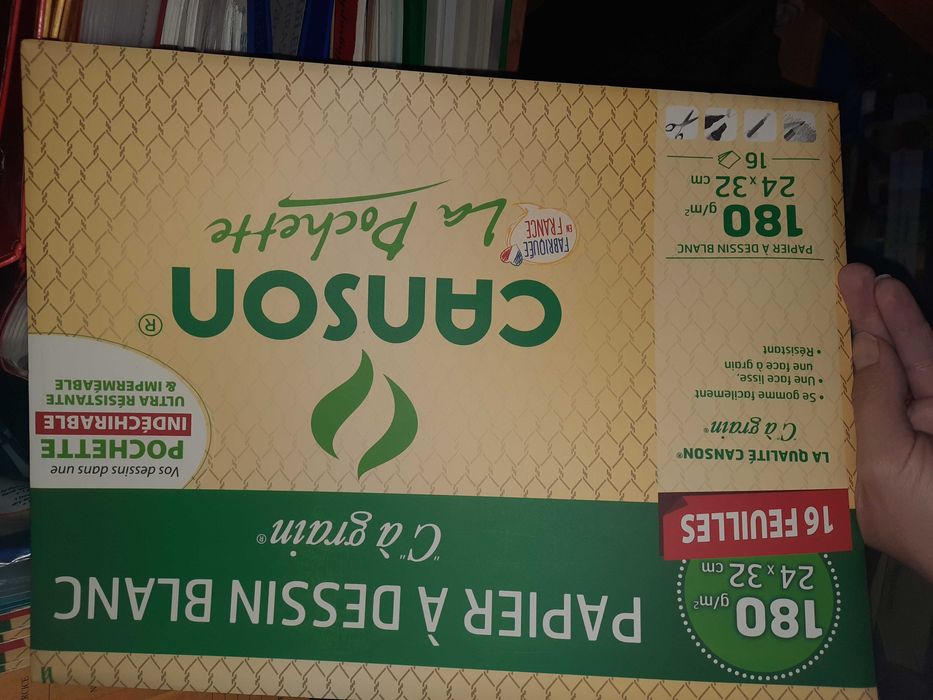 180 g/m²
24 x 32 cm
16 FEUILLES
PAPIER À DESSIN BLANC
"C" à grain®
LA QUALITÉ CANSON®
"C" à grain®
• Se gomme facilement
• Une face lisse,
une face à grain
• Résistant
PAPIER À DESSIN BLANC
180 g/m²
24 x 32 cm
16
Vos dessins dans une
POCHETTE
INDÉCHIRABLE
ULTRA RÉSISTANTE
& IMPERMÉABLE
CANSON®
La Pochette
FABRIQUÉE
EN FRANCE